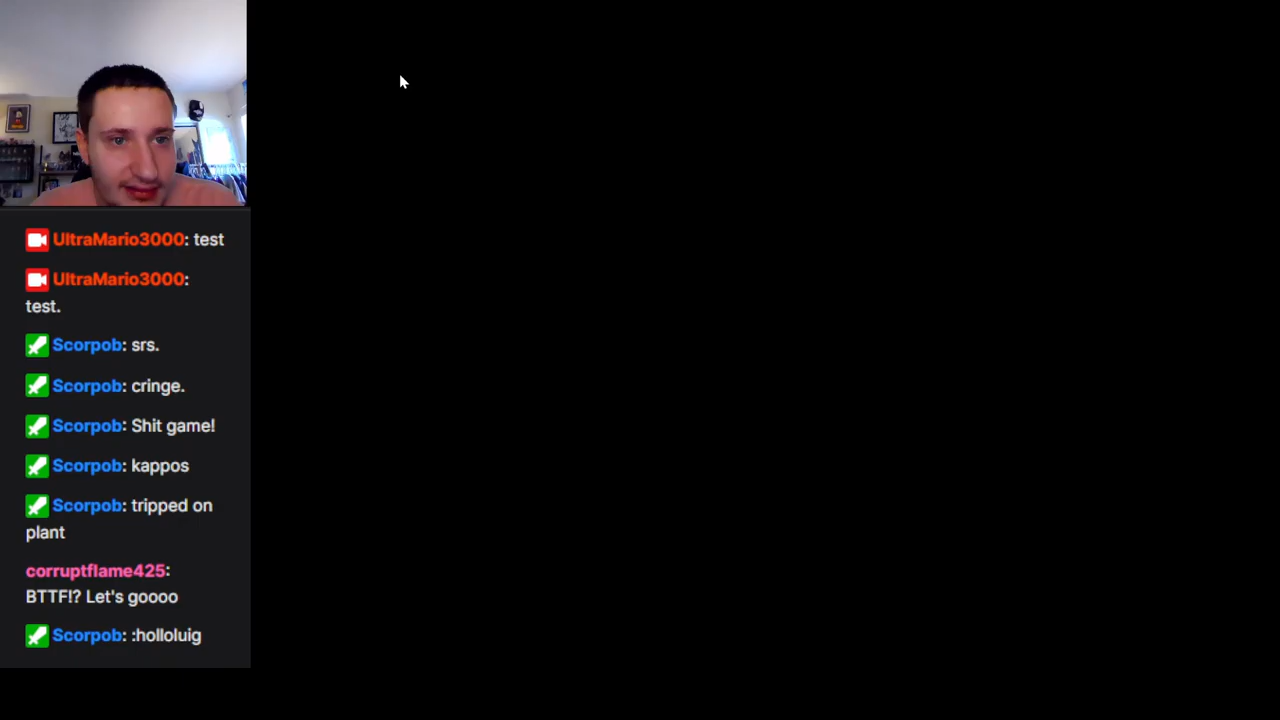 UltraMario3000: test
UltraMario3000:
test.
Scorpob: srs.
Scorpob: cringe.
Scorpob: Shit game!
Scorpob: kappos
Scorpob: tripped on
plant
corruptflame425:
BTTF!? Let's goooo
Scorpob: :holloluig